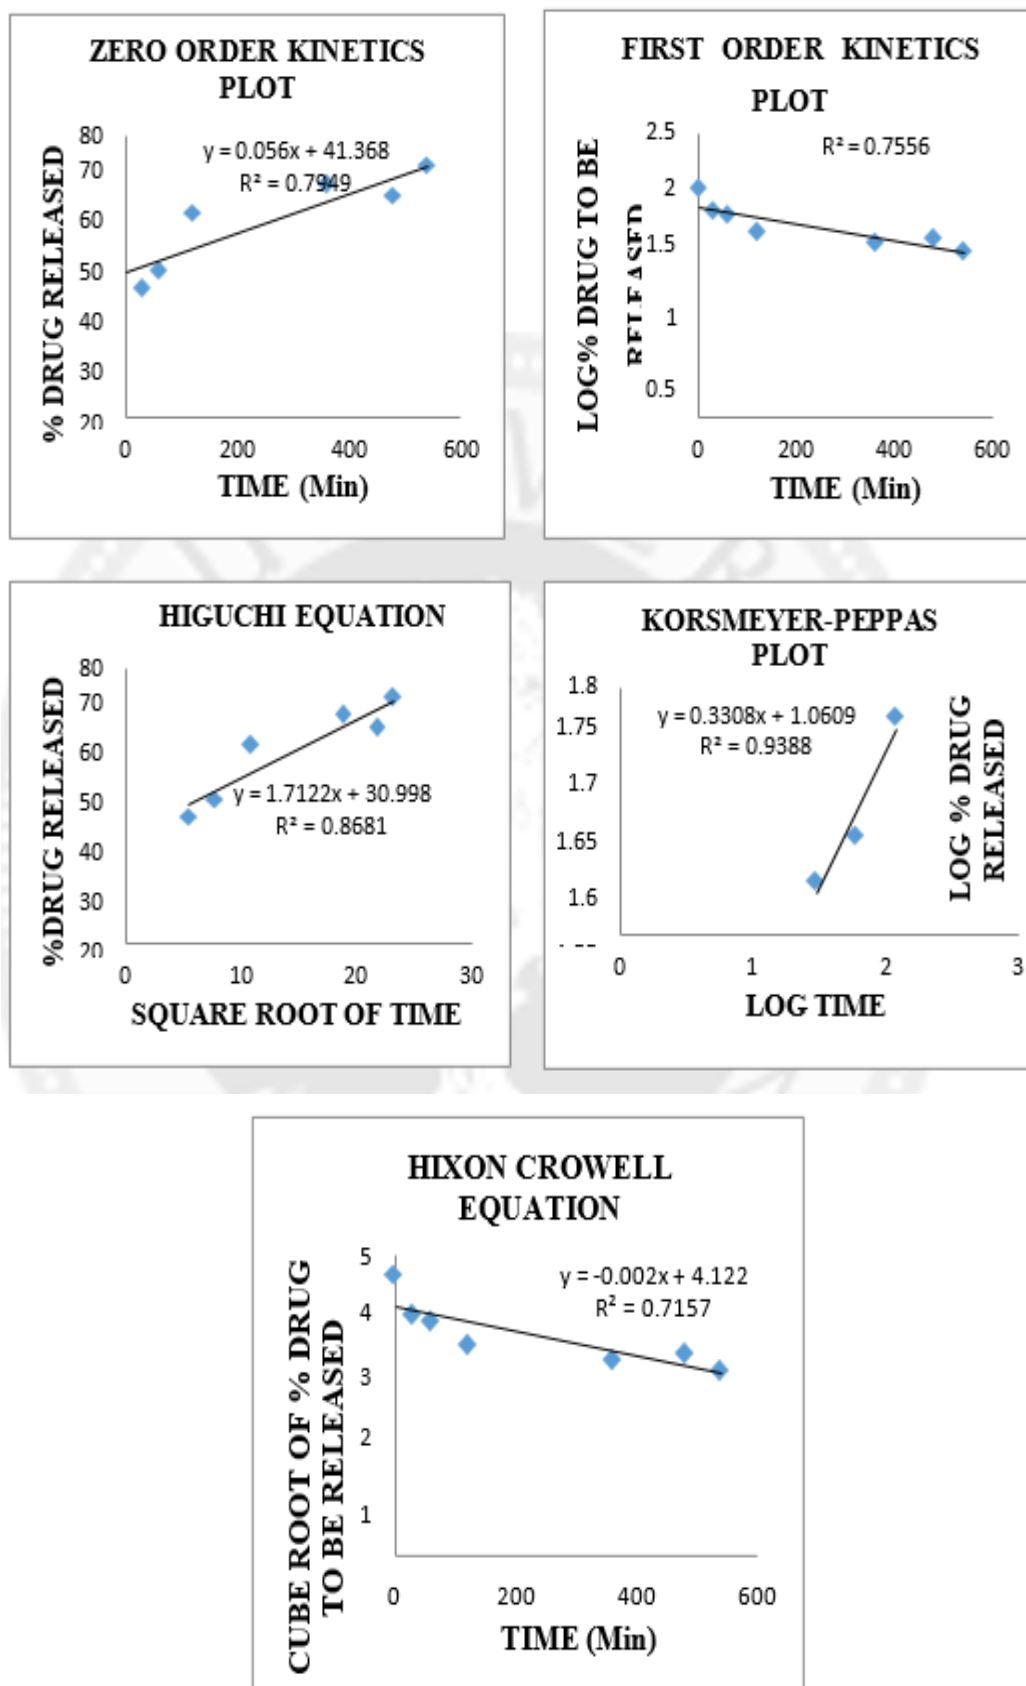 ZERO ORDER KINETICS
PLOT
y = 0.056x + 41.368
R² = 0.7949
% DRUG RELEASED
80
70
60
50
40
30
20
0 200 400 600
TIME (Min)
FIRST ORDER KINETICS
PLOT
R² = 0.7556
LOG% DRUG TO BE
RELEASED
2.5
2
1.5
1
0.5
0 200 400 600
TIME (Min)
HIGUCHI EQUATION
%DRUG RELEASED
80
70
60
50
40
30
20
y = 1.7122x + 30.998
R² = 0.8681
0 10 20 30
SQUARE ROOT OF TIME
KORSMEYER-PEPPAS
PLOT
1.8
1.75
1.7
1.65
1.6
y = 0.3308x + 1.0609
R² = 0.9388
LOG % DRUG
RELEASED
0 1 2 3
LOG TIME
HIXON CROWELL
EQUATION
CUBE ROOT OF % DRUG
TO BE RELEASED
5
4
3
2
1
y = -0.002x + 4.122
R² = 0.7157
0 200 400 600
TIME (Min)